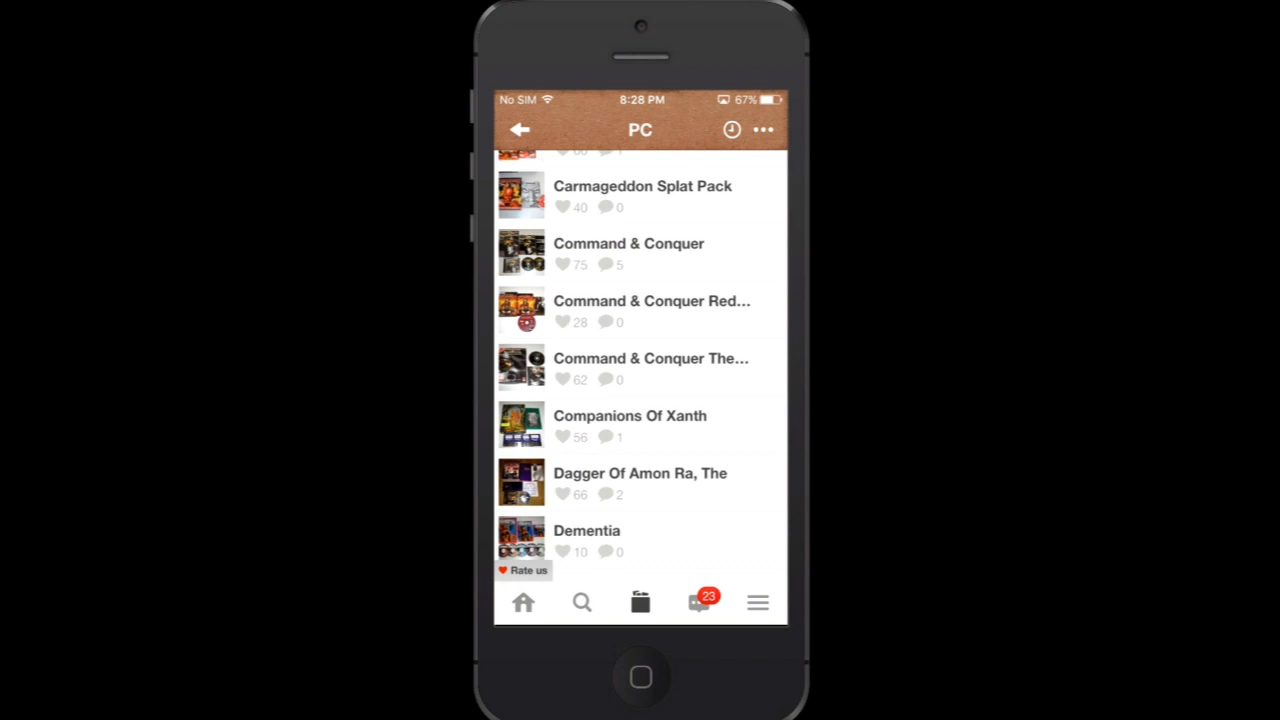 No SIM 8:28 PM 67%
PC
Carmageddon Splat Pack
40 0
Command & Conquer
75 5
Command & Conquer Red...
28 0
Command & Conquer The...
62 0
Companions Of Xanth
56 1
Dagger Of Amon Ra, The
66 2
Dementia
10 0
Rate us
23